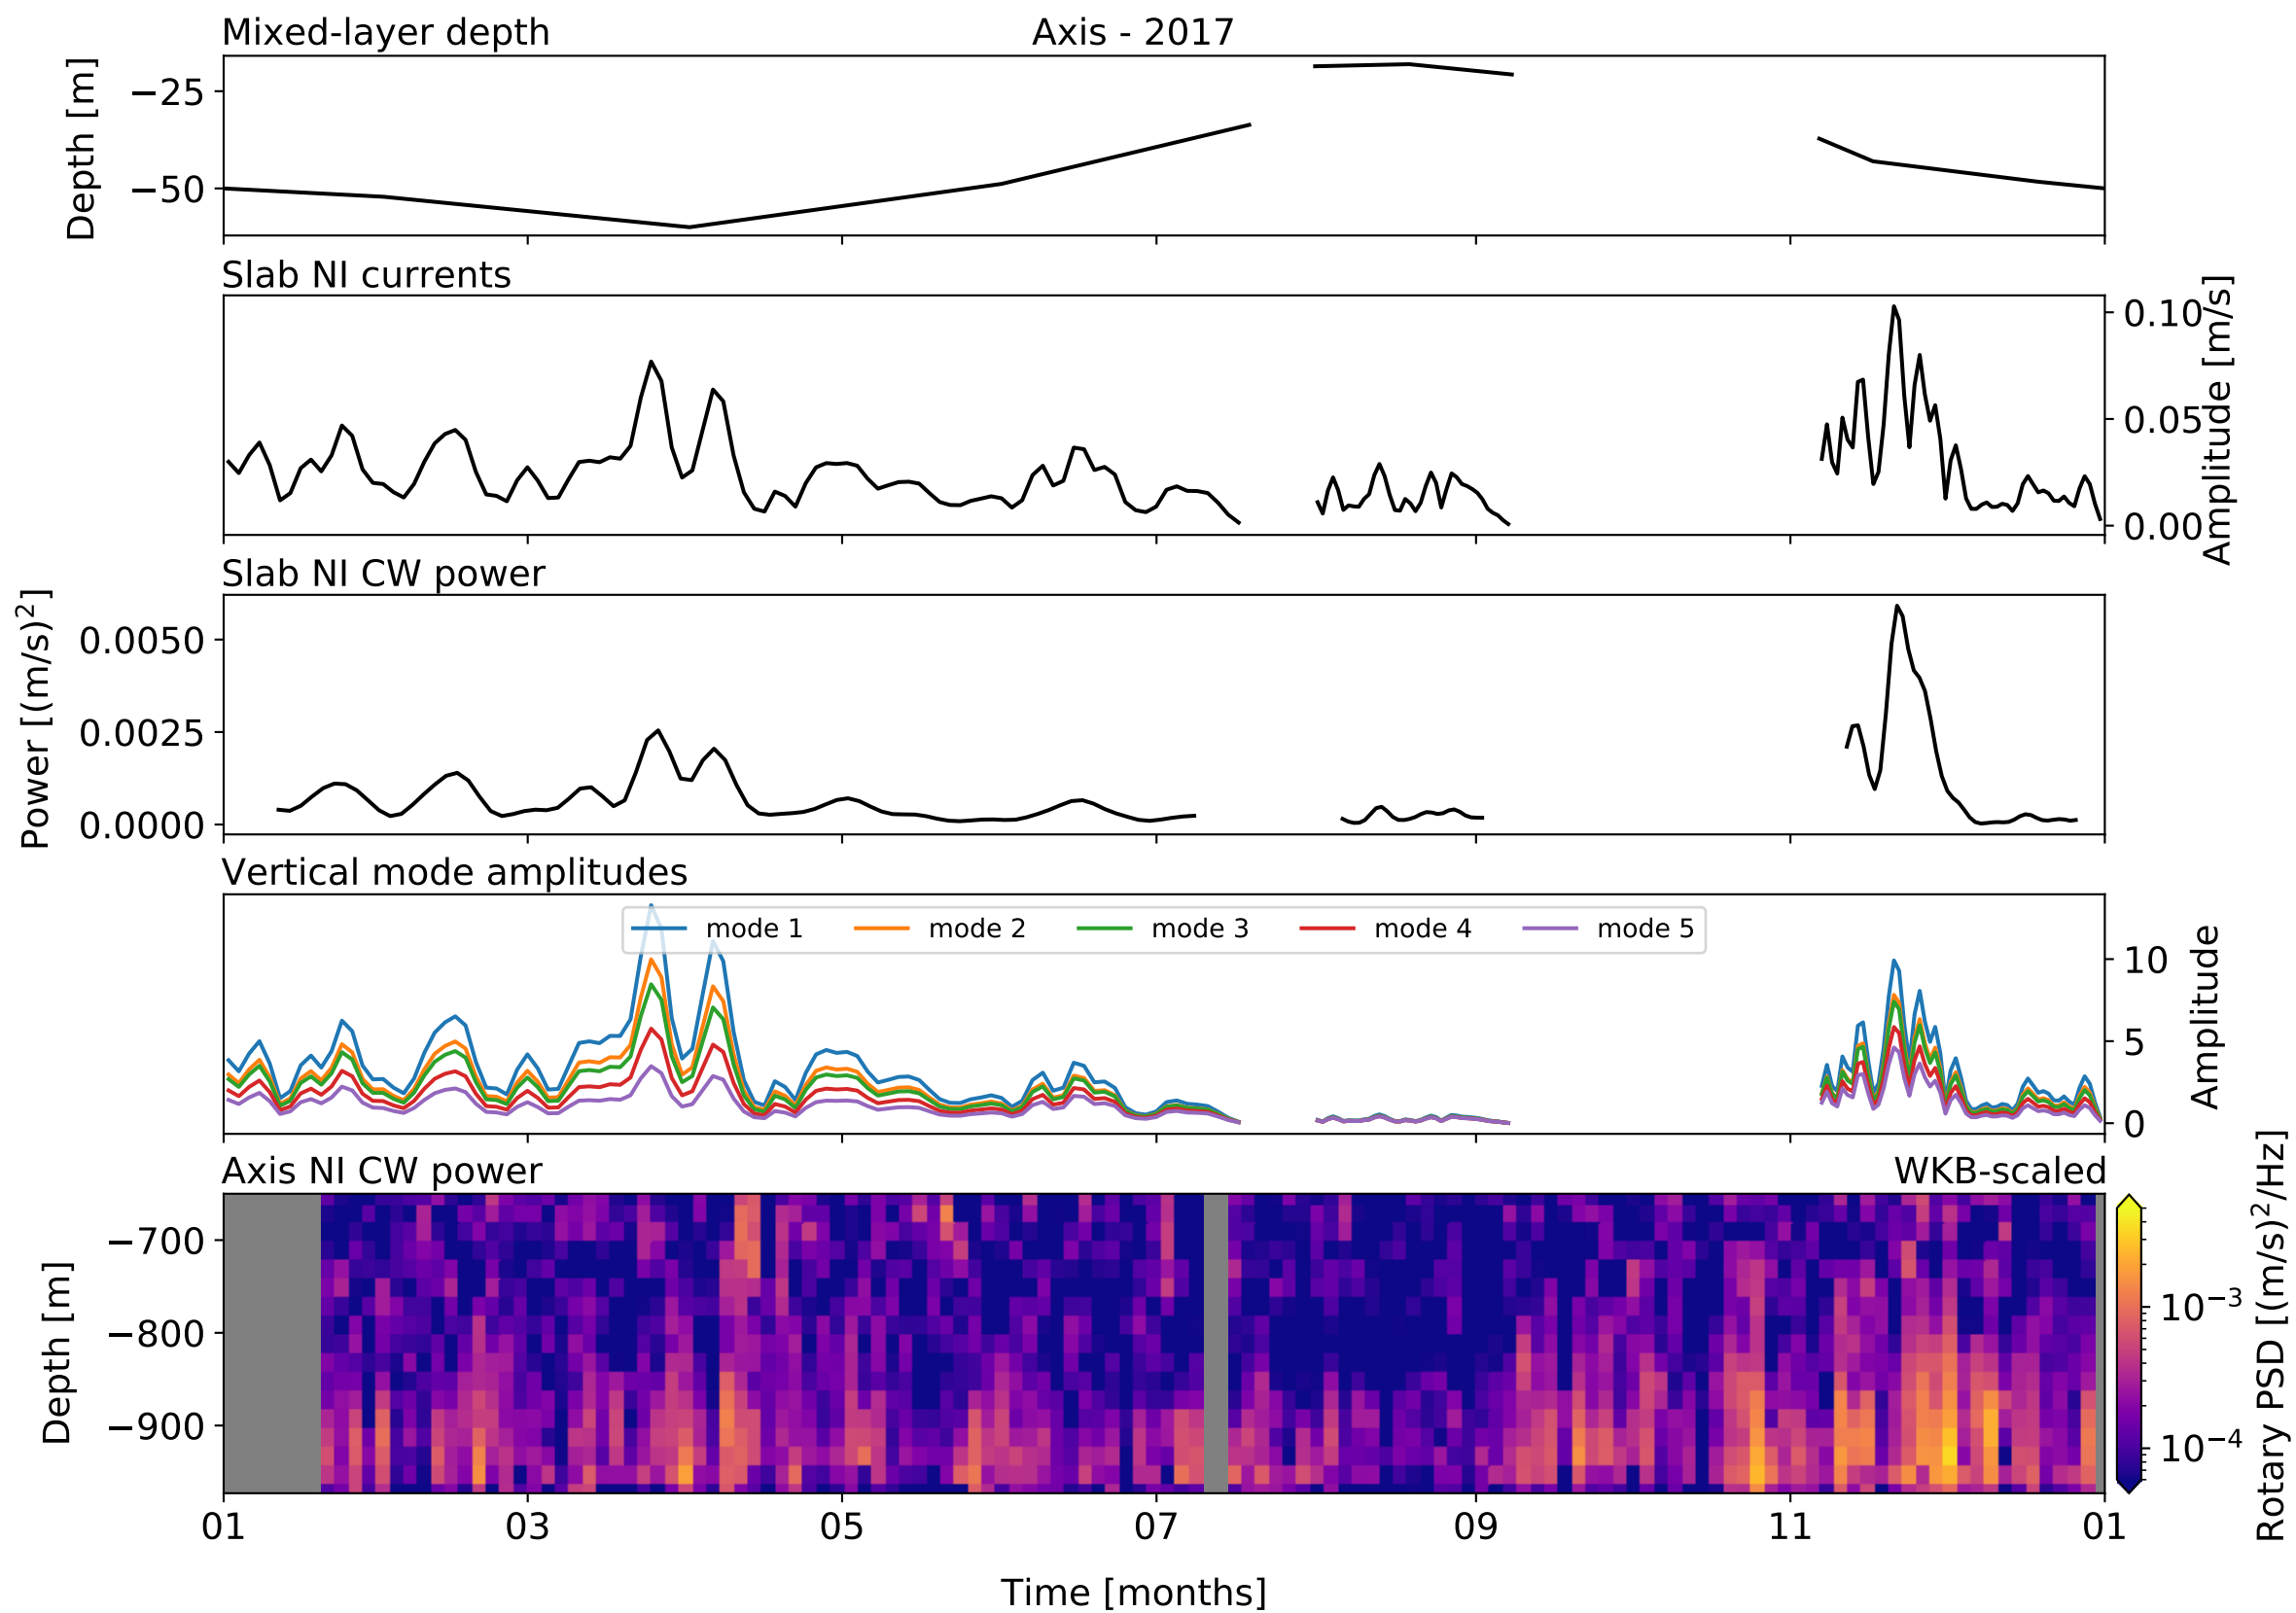 Mixed-layer depth
Axis - 2017
Depth [m]
−25
−50
Slab NI currents
Amplitude [m/s]
0.10
0.05
0.00
Slab NI CW power
Power [(m/s)²]
0.0050
0.0025
0.0000
Vertical mode amplitudes
mode 1
mode 2
mode 3
mode 4
mode 5
Amplitude
10
5
0
Axis NI CW power
WKB-scaled
Depth [m]
−700
−800
−900
10⁻³
10⁻⁴
Rotary PSD [(m/s)²/Hz]
01 03 05 07 09 11 01
Time [months]